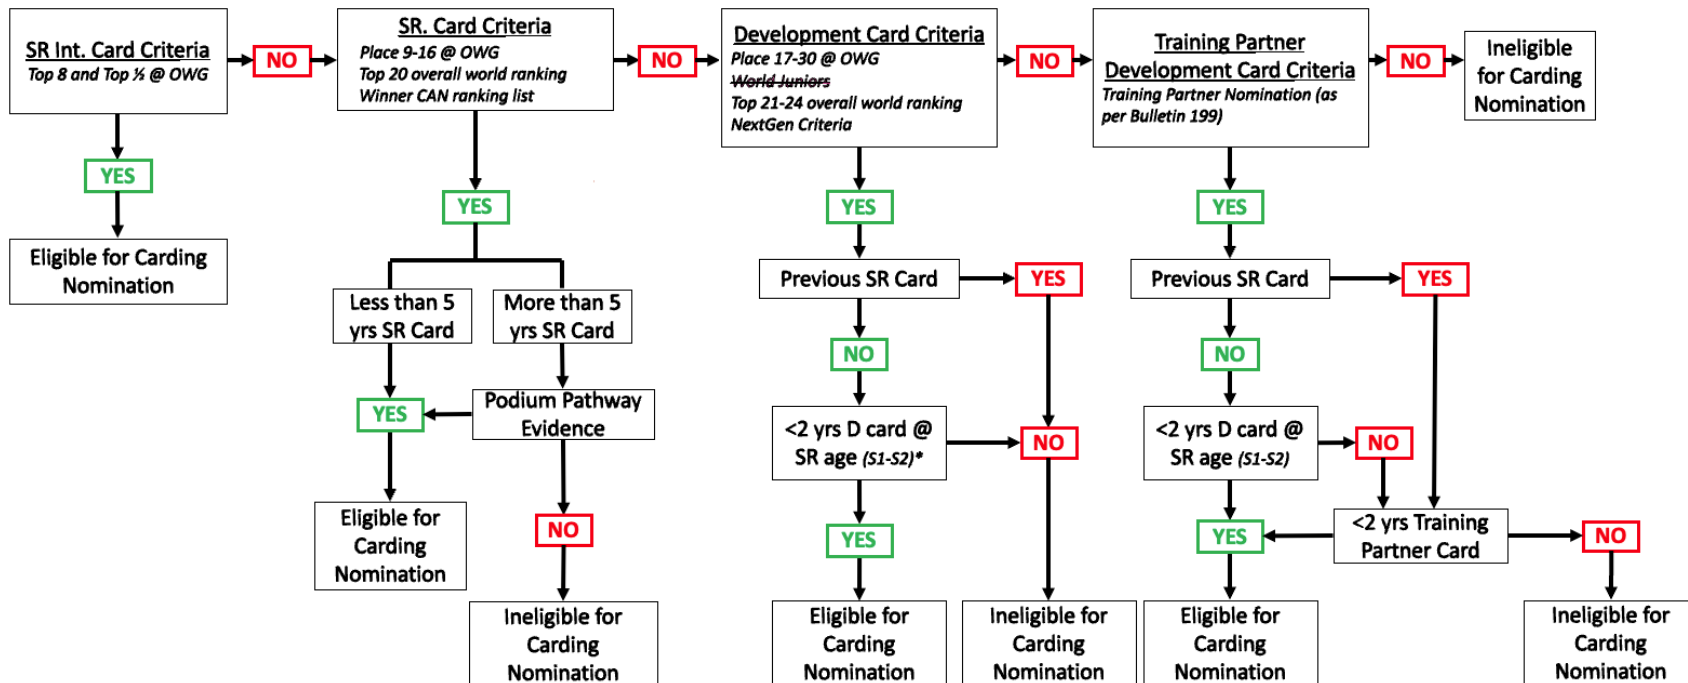 SR Int. Card Criteria
Top 8 and Top ½ @ OWG
NO
SR. Card Criteria
Place 9-16 @ OWG
Top 20 overall world ranking
Winner CAN ranking list
NO
Development Card Criteria
Place 17-30 @ OWG
World Juniors
Top 21-24 overall world ranking
NextGen Criteria
NO
Training Partner
Development Card Criteria
Training Partner Nomination (as
per Bulletin 199)
NO
Ineligible
for Carding
Nomination
YES
Eligible for Carding
Nomination
YES
Less than 5
yrs SR Card
More than 5
yrs SR Card
YES
Podium Pathway
Evidence
Eligible for
Carding
Nomination
NO
Ineligible for
Carding
Nomination
YES
Previous SR Card
YES
NO
<2 yrs D card @
SR age (S1-S2)*
NO
YES
Eligible for
Carding
Nomination
Ineligible for
Carding
Nomination
YES
Previous SR Card
YES
NO
<2 yrs D card @
SR age (S1-S2)
NO
YES
<2 yrs Training
Partner Card
NO
Eligible for
Carding
Nomination
Ineligible for
Carding
Nomination